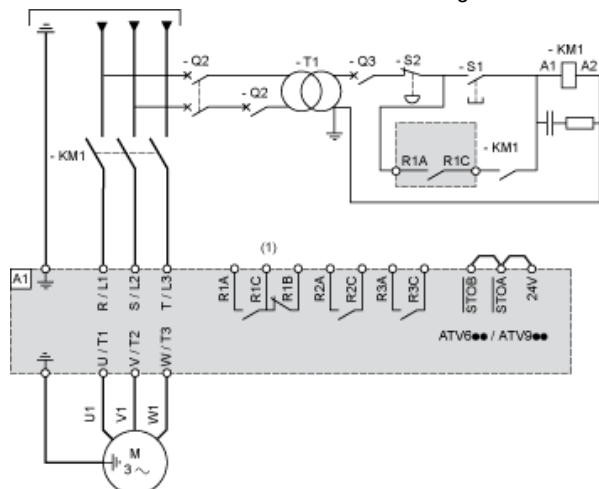 - Q2
- T1
- Q3
- S2
- S1
- KM1
A1 A2
- Q2
- KM1
R1A R1C
- KM1
(1)
A1
R / L1
S / L2
T / L3
R1A
R1C
R1B
R2A
R2C
R3A
R3C
STOB
STOA
24V
U / T1
V / T2
W / T3
ATV6●● / ATV9●●
U1
V1
W1
M
3 ~